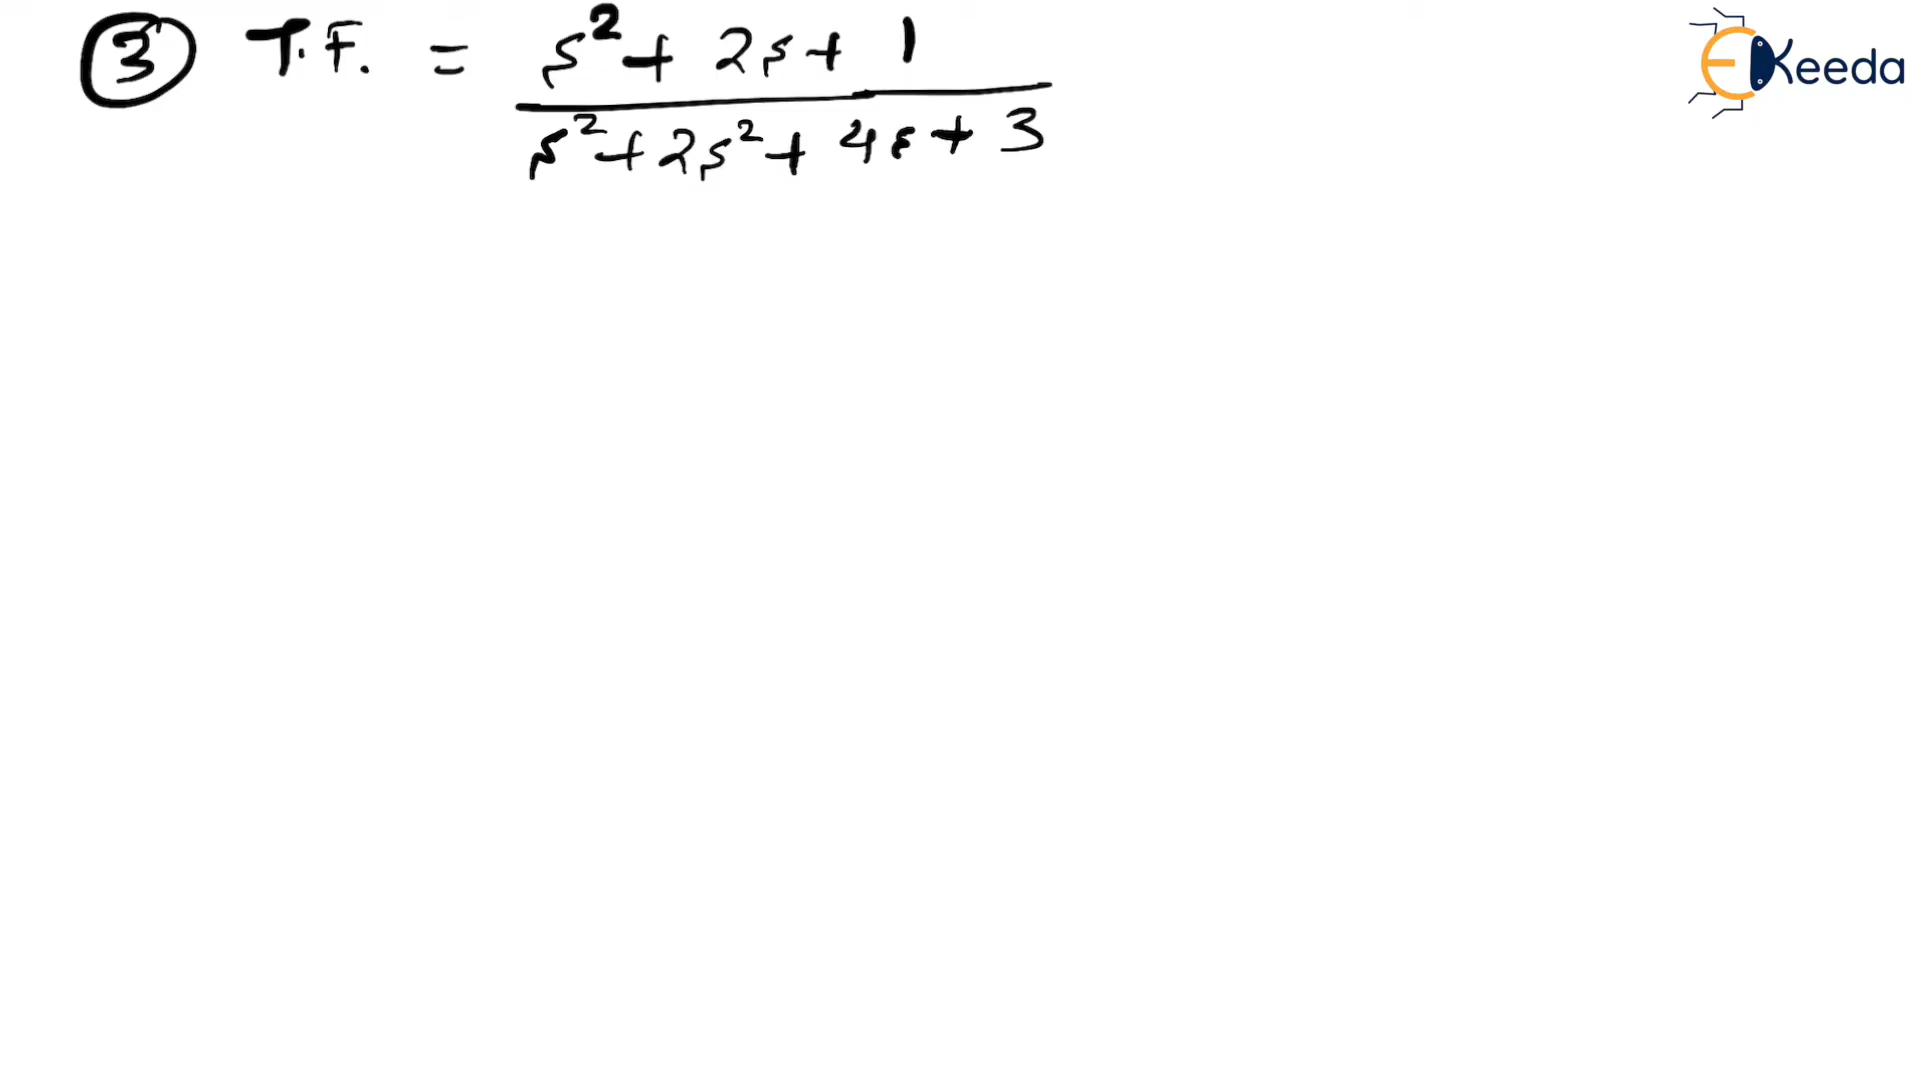 ③ T.F. = s² + 2s + 1
s² + 2s² + 4s + 3
EKeeda